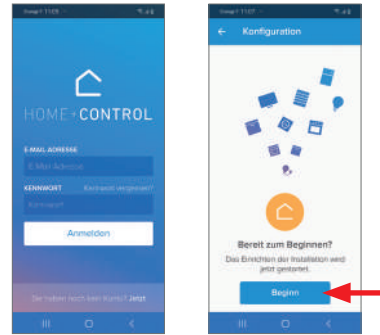 HOME+CONTROL
E-MAIL ADRESSE
E-Mail Adresse
KENNWORT Kennwort vergessen?
Kennwort
Anmelden
Sie haben noch kein Konto? Jetzt
Konfiguration
Bereit zum Beginnen?
Das Einrichten der Installation wird
jetzt gestartet.
Beginn